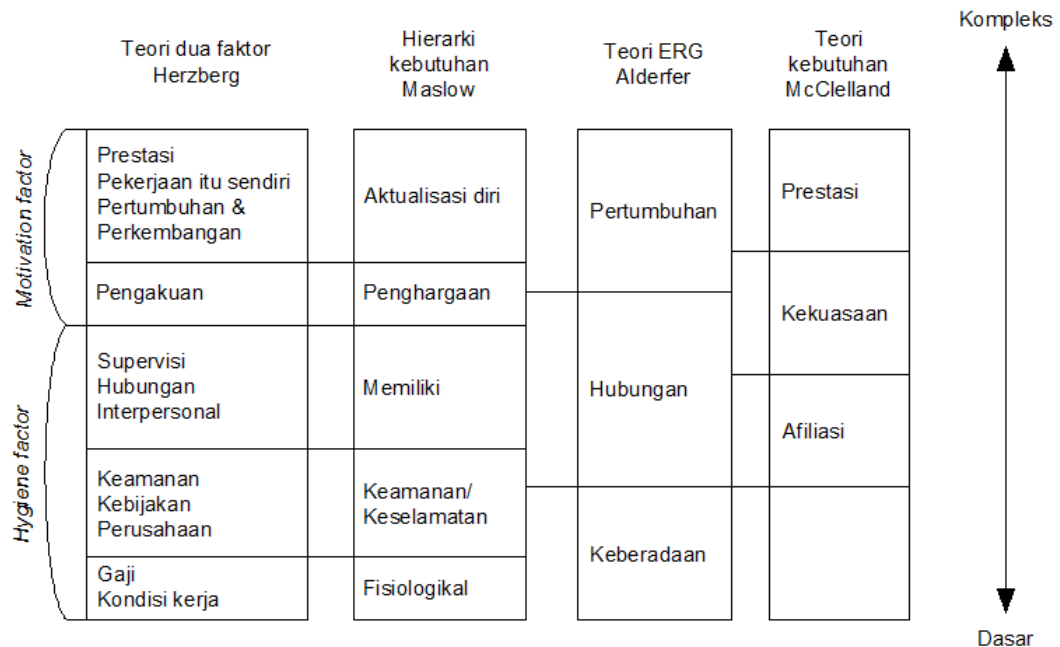 Kompleks
Teori dua faktor
Herzberg
Hierarki
kebutuhan
Maslow
Teori ERG
Alderfer
Teori
kebutuhan
McClelland
Motivation factor
Prestasi
Pekerjaan itu sendiri
Pertumbuhan &
Perkembangan
Aktualisasi diri
Pertumbuhan
Prestasi
Pengakuan
Penghargaan
Kekuasaan
Hygiene factor
Supervisi
Hubungan
Interpersonal
Memiliki
Hubungan
Afiliasi
Keamanan
Kebijakan
Perusahaan
Keamanan/
Keselamatan
Keberadaan
Gaji
Kondisi kerja
Fisiologikal
Dasar